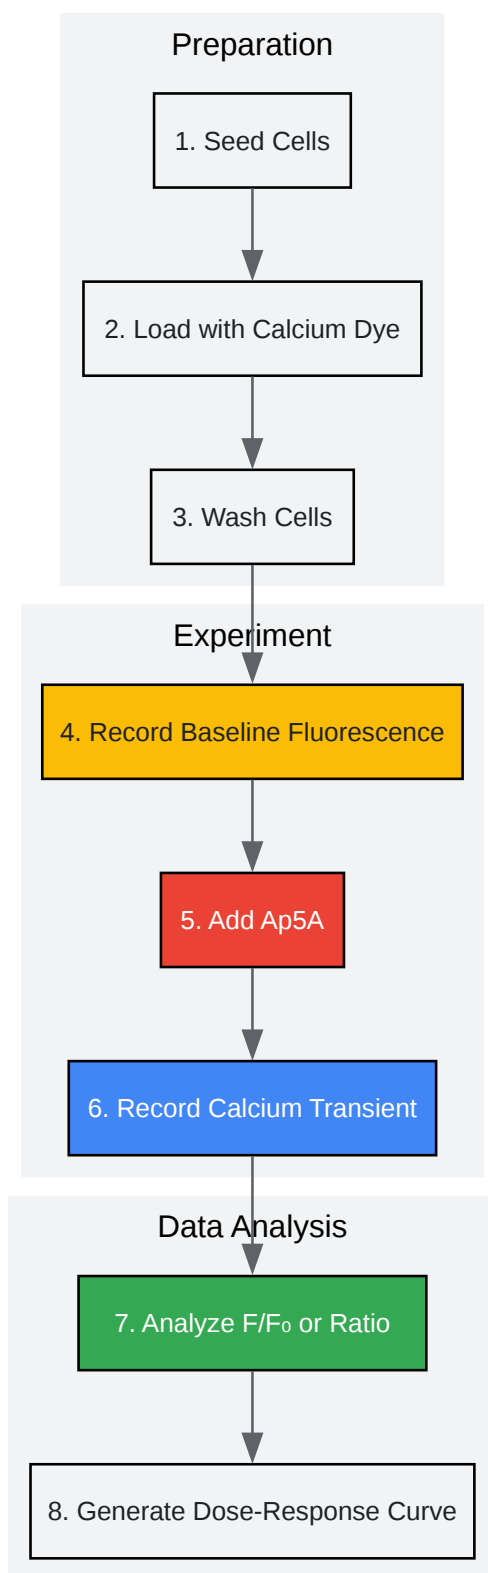 Preparation
1. Seed Cells
2. Load with Calcium Dye
3. Wash Cells
Experiment
4. Record Baseline Fluorescence
5. Add Ap5A
6. Record Calcium Transient
Data Analysis
7. Analyze F/F₀ or Ratio
8. Generate Dose-Response Curve